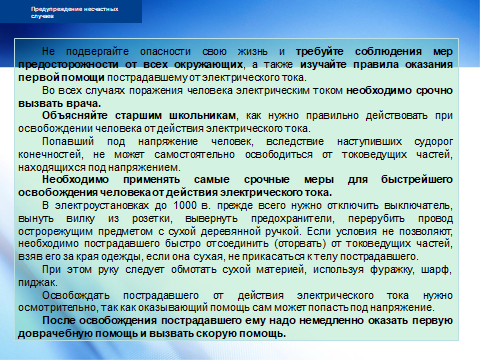 Предупреждение несчастных
случаев
Не подвергайте опасности свою жизнь и требуйте соблюдения мер
предосторожности от всех окружающих, а также изучайте правила оказания
первой помощи пострадавшему от электрического тока.
Во всех случаях поражения человека электрическим током необходимо срочно
вызвать врача.
Объясняйте старшим школьникам, как нужно правильно действовать при
освобождении человека от действия электрического тока.
Попавший под напряжение человек, вследствие наступивших судорог
конечностей, не может самостоятельно освободиться от токоведущих частей,
находящихся под напряжением.
Необходимо применять самые срочные меры для быстрейшего
освобождения человека от действия электрического тока.
В электроустановках до 1000 в. прежде всего нужно отключить выключатель,
вынуть вилку из розетки, вывернуть предохранители, перерубить провод
острорежущим предметом с сухой деревянной ручкой. Если условия не позволяют,
необходимо пострадавшего быстро отсоединить (оторвать) от токоведущих частей,
взяв его за края одежды, если она сухая, не прикасаться к телу пострадавшего.
При этом руку следует обмотать сухой материей, используя фуражку, шарф,
пиджак.
Освобождать пострадавшего от действия электрического тока нужно
осмотрительно, так как оказывающий помощь сам может попасть под напряжение.
После освобождения пострадавшего ему надо немедленно оказать первую
доврачебную помощь и вызвать скорую помощь.